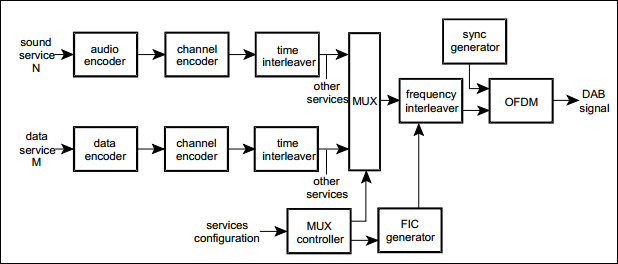 sound
service
N
audio
encoder
channel
encoder
time
interleaver
other
services
MUX
sync
generator
frequency
interleaver
OFDM
DAB
signal
data
service
M
data
encoder
channel
encoder
time
interleaver
other
services
services
configuration
MUX
controller
FIC
generator